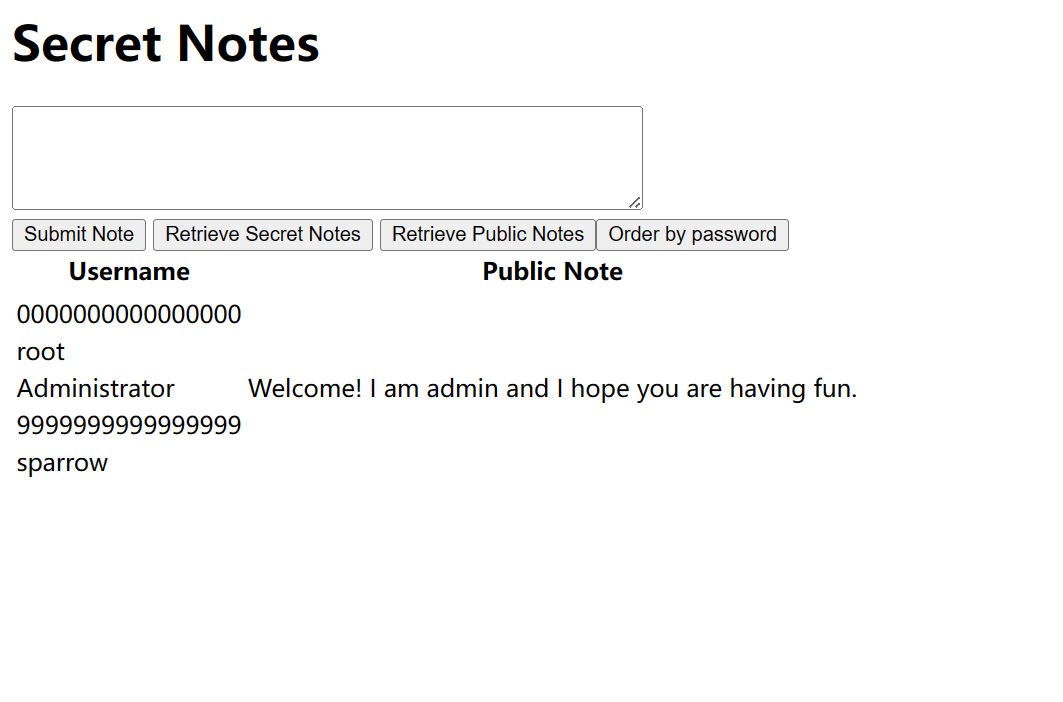 Secret Notes
Submit Note Retrieve Secret Notes Retrieve Public Notes Order by password
Username Public Note
0000000000000000
root
Administrator Welcome! I am admin and I hope you are having fun.
9999999999999999
sparrow